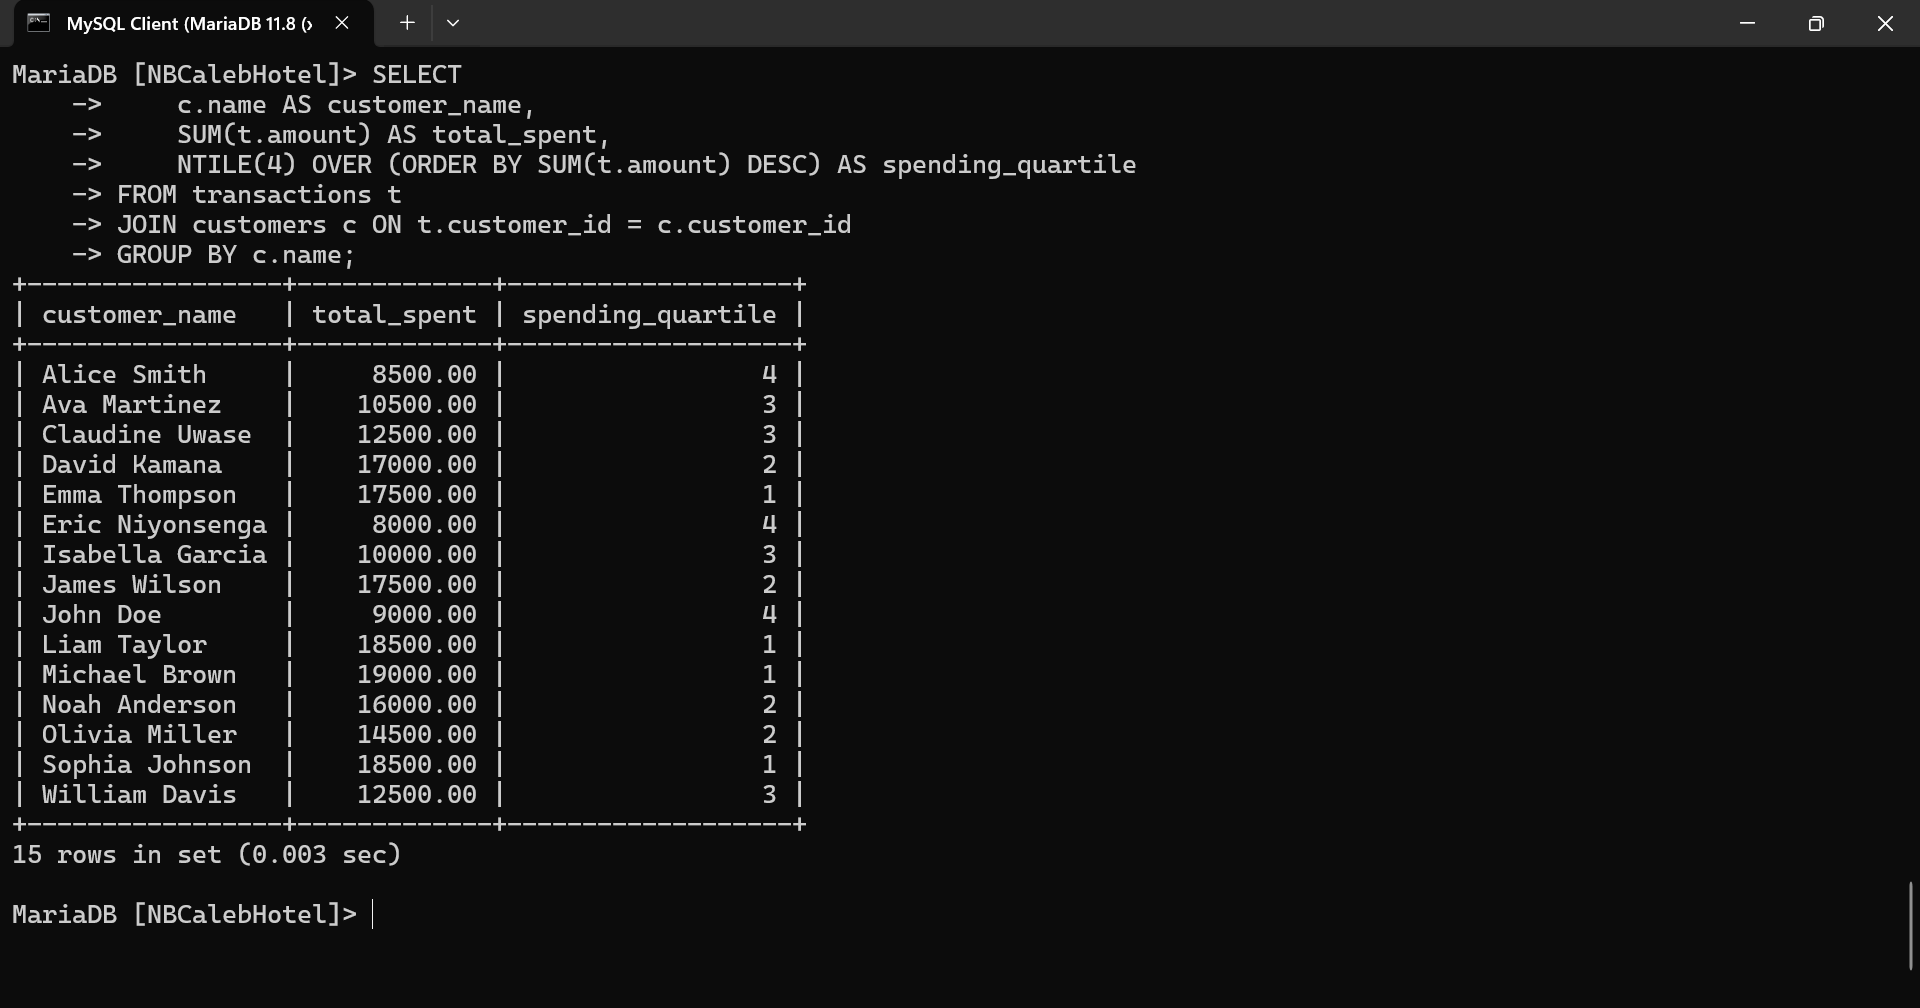 MySQL Client (MariaDB 11.8 (x
MariaDB [NBCalebHotel]> SELECT
    ->     c.name AS customer_name,
    ->     SUM(t.amount) AS total_spent,
    ->     NTILE(4) OVER (ORDER BY SUM(t.amount) DESC) AS spending_quartile
    -> FROM transactions t
    -> JOIN customers c ON t.customer_id = c.customer_id
    -> GROUP BY c.name;
+-----------------+-------------+-------------------+
| customer_name   | total_spent | spending_quartile |
+-----------------+-------------+-------------------+
| Alice Smith     |     8500.00 |                 4 |
| Ava Martinez    |    10500.00 |                 3 |
| Claudine Uwase  |    12500.00 |                 3 |
| David Kamana    |    17000.00 |                 2 |
| Emma Thompson   |    17500.00 |                 1 |
| Eric Niyonsenga |     8000.00 |                 4 |
| Isabella Garcia |    10000.00 |                 3 |
| James Wilson    |    17500.00 |                 2 |
| John Doe        |     9000.00 |                 4 |
| Liam Taylor     |    18500.00 |                 1 |
| Michael Brown   |    19000.00 |                 1 |
| Noah Anderson   |    16000.00 |                 2 |
| Olivia Miller   |    14500.00 |                 2 |
| Sophia Johnson  |    18500.00 |                 1 |
| William Davis   |    12500.00 |                 3 |
+-----------------+-------------+-------------------+
15 rows in set (0.003 sec)
MariaDB [NBCalebHotel]>